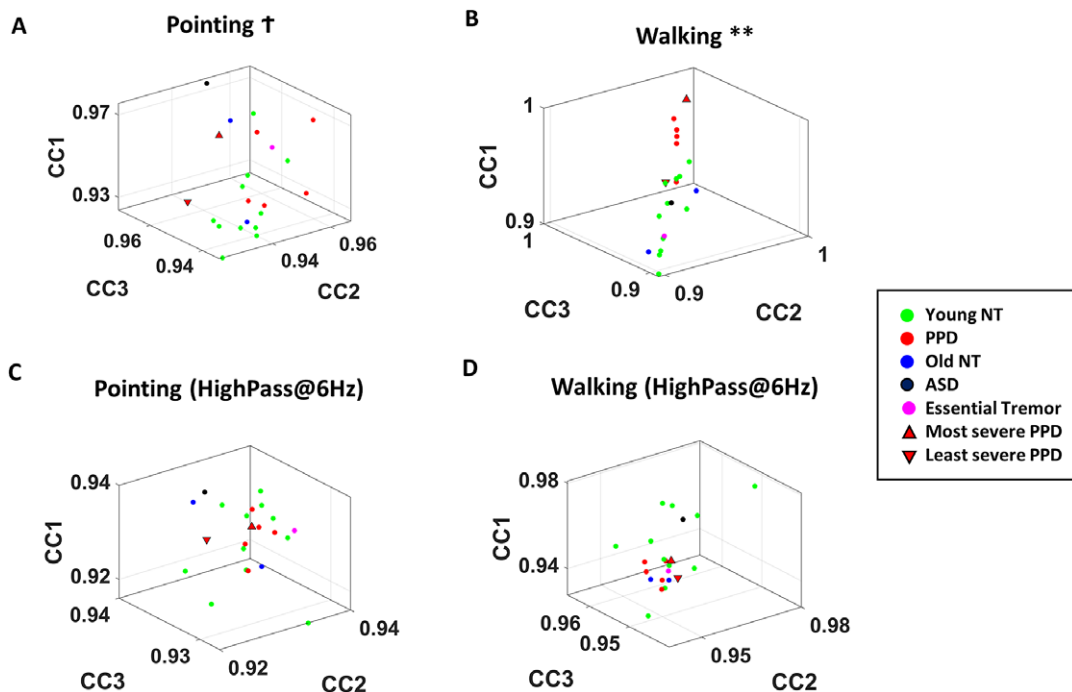 A
Pointing †
0.97
CC1
0.93
0.96
0.94
CC3
0.94
0.96
CC2
B
Walking **
1
CC1
0.9
1
CC3
0.9
0.9
1
CC2
Young NT
PPD
Old NT
ASD
Essential Tremor
Most severe PPD
Least severe PPD
C
Pointing (HighPass@6Hz)
0.94
CC1
0.92
0.94
0.93
CC3
0.92
0.94
CC2
D
Walking (HighPass@6Hz)
0.98
CC1
0.94
0.96
0.95
CC3
0.95
0.98
CC2